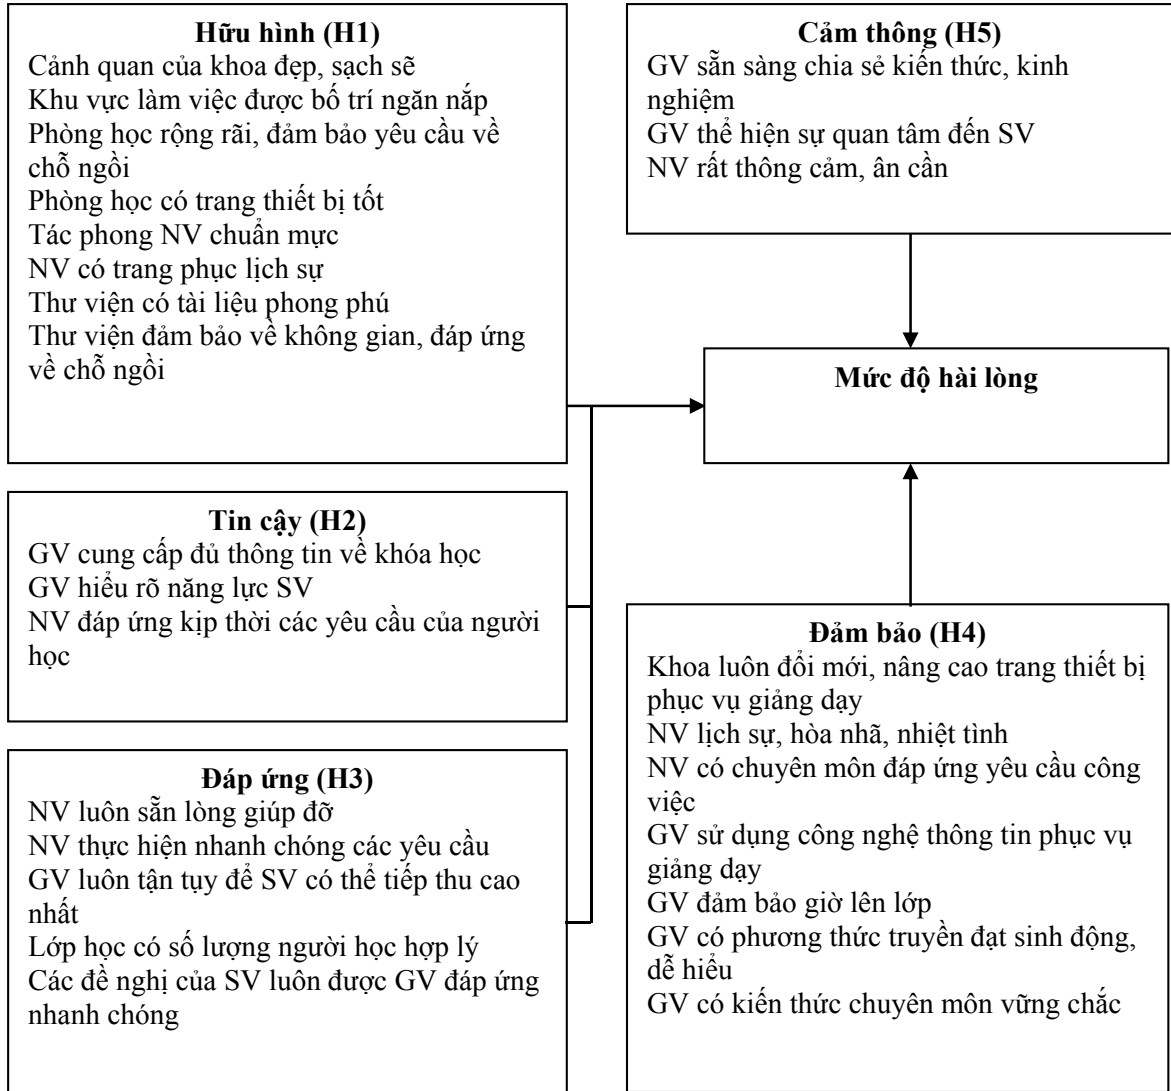 Hữu hình (H1)
Cảnh quan của khoa đẹp, sạch sẽ
Khu vực làm việc được bố trí ngăn nắp
Phòng học rộng rãi, đảm bảo yêu cầu về
chỗ ngồi
Phòng học có trang thiết bị tốt
Tác phong NV chuẩn mực
NV có trang phục lịch sự
Thư viện có tài liệu phong phú
Thư viện đảm bảo về không gian, đáp ứng
về chỗ ngồi
Tin cậy (H2)
GV cung cấp đủ thông tin về khóa học
GV hiểu rõ năng lực SV
NV đáp ứng kịp thời các yêu cầu của người
học
Đáp ứng (H3)
NV luôn sẵn lòng giúp đỡ
NV thực hiện nhanh chóng các yêu cầu
GV luôn tận tụy để SV có thể tiếp thu cao
nhất
Lớp học có số lượng người học hợp lý
Các đề nghị của SV luôn được GV đáp ứng
nhanh chóng
Cảm thông (H5)
GV sẵn sàng chia sẻ kiến thức, kinh
nghiệm
GV thể hiện sự quan tâm đến SV
NV rất thông cảm, ân cần
Mức độ hài lòng
Đảm bảo (H4)
Khoa luôn đổi mới, nâng cao trang thiết bị
phục vụ giảng dạy
NV lịch sự, hòa nhã, nhiệt tình
NV có chuyên môn đáp ứng yêu cầu công
việc
GV sử dụng công nghệ thông tin phục vụ
giảng dạy
GV đảm bảo giờ lên lớp
GV có phương thức truyền đạt sinh động,
dễ hiểu
GV có kiến thức chuyên môn vững chắc